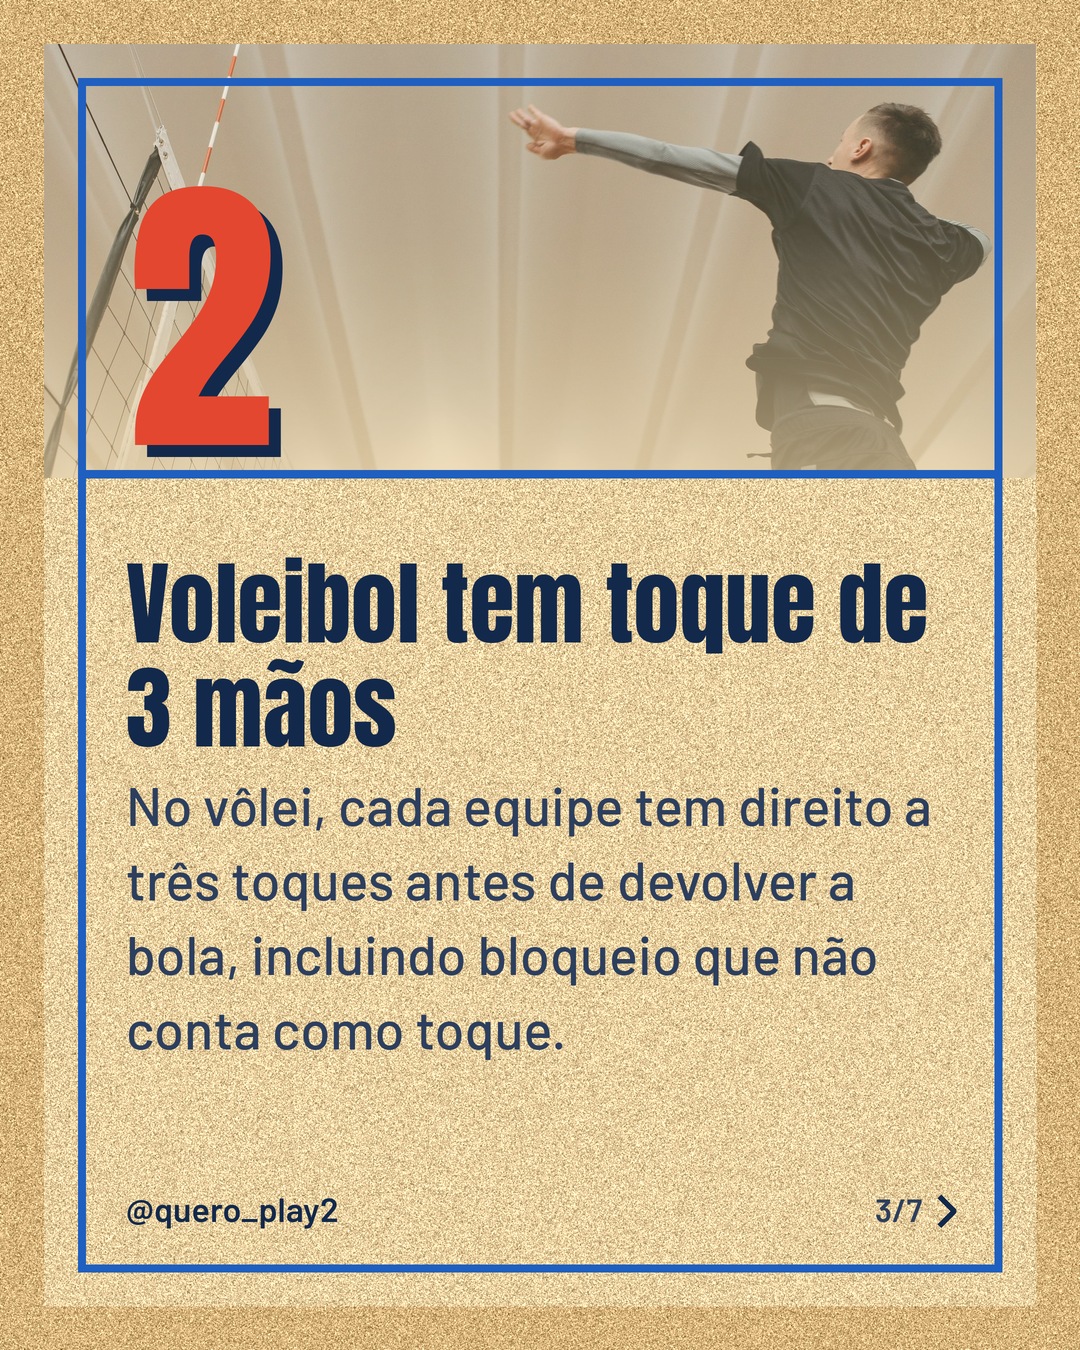 2
Voleibol tem toque de
3 mãos
No vôlei, cada equipe tem direito a
três toques antes de devolver a
bola, incluindo bloqueio que não
conta como toque.
@quero_play2
3/7